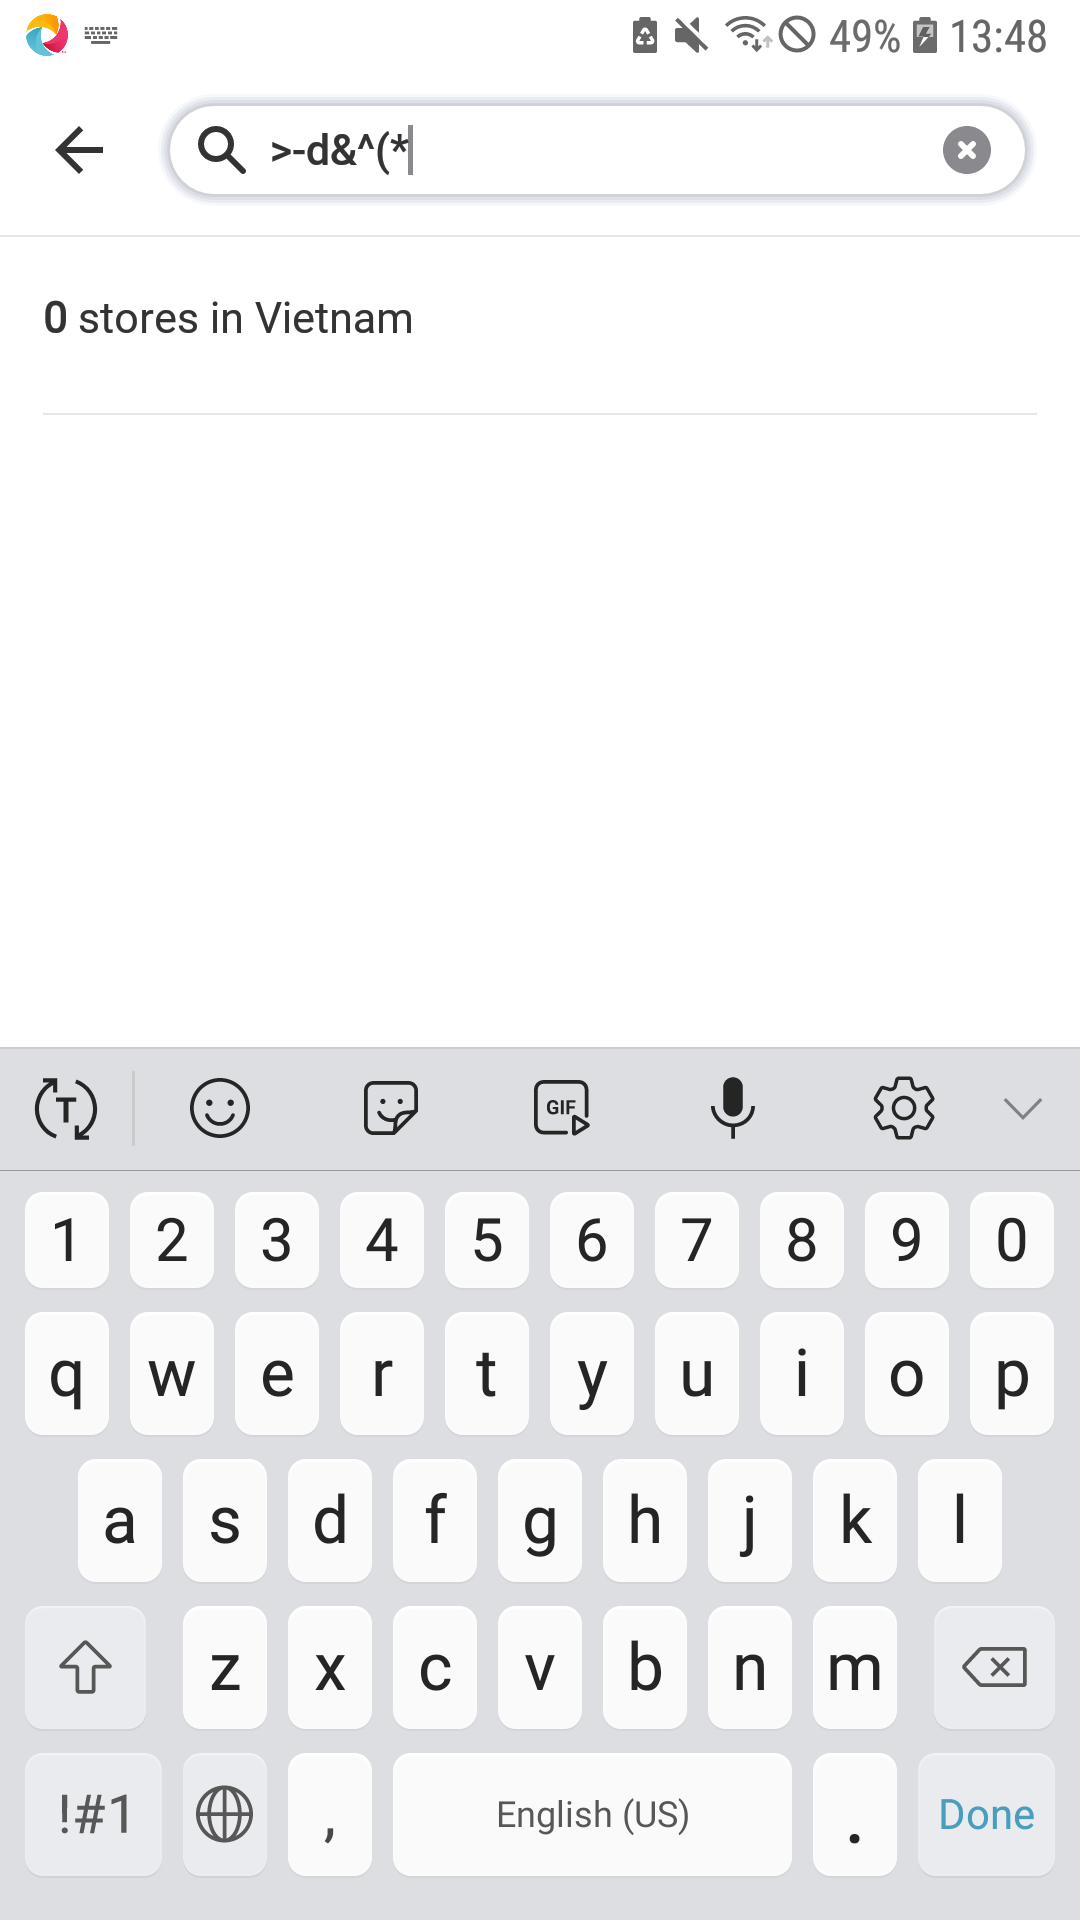 49% 13:48
>-d&^(*
0 stores in Vietnam
T GIF
1 2 3 4 5 6 7 8 9 0
q w e r t y u i o p
a s d f g h j k l
z x c v b n m
!#1 , English (US) . Done